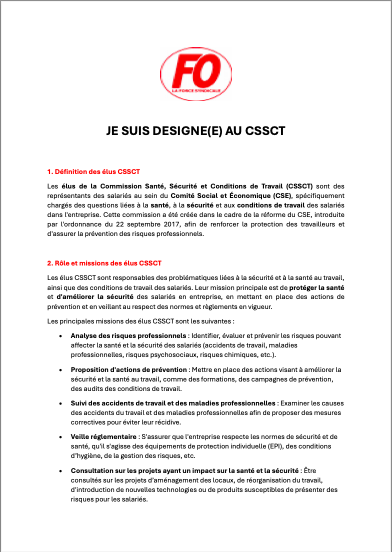 FO
LA FORCE SYNDICALE
JE SUIS DESIGNE(E) AU CSSCT
1. Définition des élus CSSCT
Les élus de la Commission Santé, Sécurité et Conditions de Travail (CSSCT) sont des
représentants des salariés au sein du Comité Social et Économique (CSE), spécifiquement
chargés des questions liées à la santé, à la sécurité et aux conditions de travail des salariés
dans l'entreprise. Cette commission a été créée dans le cadre de la réforme du CSE, introduite
par l'ordonnance du 22 septembre 2017, afin de renforcer la protection des travailleurs et
d'assurer la prévention des risques professionnels.
2. Rôle et missions des élus CSSCT
Les élus CSSCT sont responsables des problématiques liées à la sécurité et à la santé au travail,
ainsi que des conditions de travail des salariés. Leur mission principale est de protéger la santé
et d'améliorer la sécurité des salariés en entreprise, en mettant en place des actions de
prévention et en veillant au respect des normes et règlements en vigueur.
Les principales missions des élus CSSCT sont les suivantes :
• Analyse des risques professionnels : Identifier, évaluer et prévenir les risques pouvant
affecter la santé et la sécurité des salariés (accidents de travail, maladies
professionnelles, risques psychosociaux, risques chimiques, etc.).
• Proposition d'actions de prévention : Mettre en place des actions visant à améliorer la
sécurité et la santé au travail, comme des formations, des campagnes de prévention,
des audits des conditions de travail.
• Suivi des accidents de travail et des maladies professionnelles : Examiner les causes
des accidents du travail et des maladies professionnelles afin de proposer des mesures
correctives pour éviter leur récidive.
• Veille réglementaire : S'assurer que l'entreprise respecte les normes de sécurité et de
santé, qu'il s'agisse des équipements de protection individuelle (EPI), des conditions
d'hygiène, de la gestion des risques, etc.
• Consultation sur les projets ayant un impact sur la santé et la sécurité : Être
consultés sur les projets d'aménagement des locaux, de réorganisation du travail,
d'introduction de nouvelles technologies ou de produits susceptibles de présenter des
risques pour les salariés.